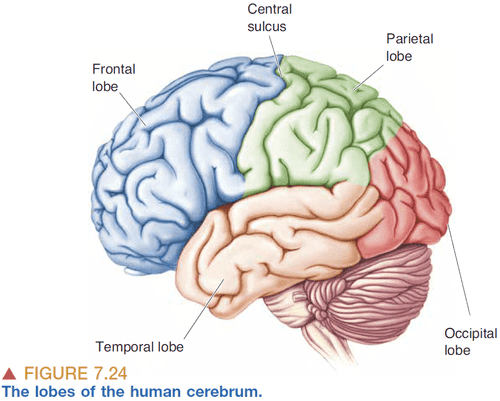 Central
sulcus
Parietal
lobe
Frontal
lobe
Temporal lobe
Occipital
lobe
▲ FIGURE 7.24
The lobes of the human cerebrum.